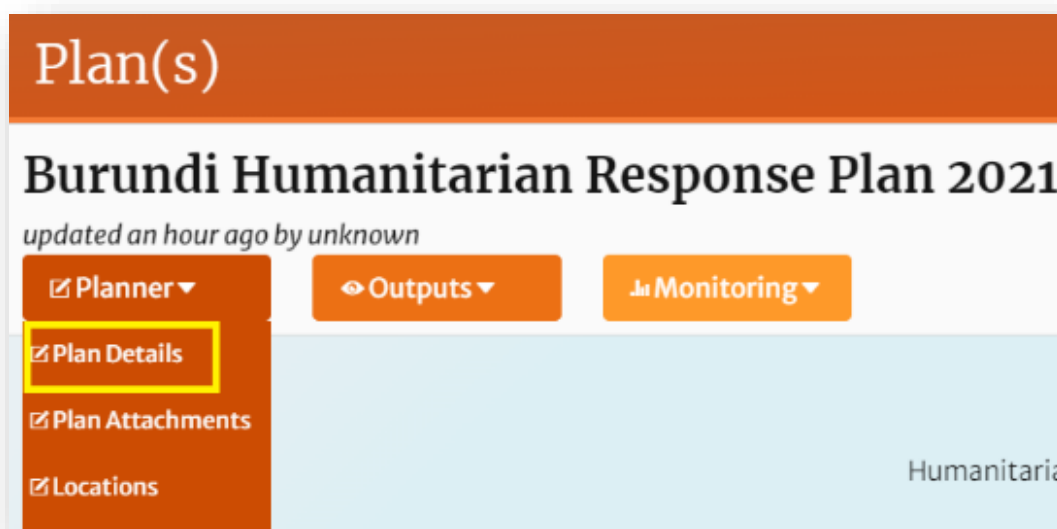 Plan(s)
Burundi Humanitarian Response Plan 2021
updated an hour ago by unknown
Planner Outputs Monitoring
Plan Details
Plan Attachments
Humanitaria
Locations